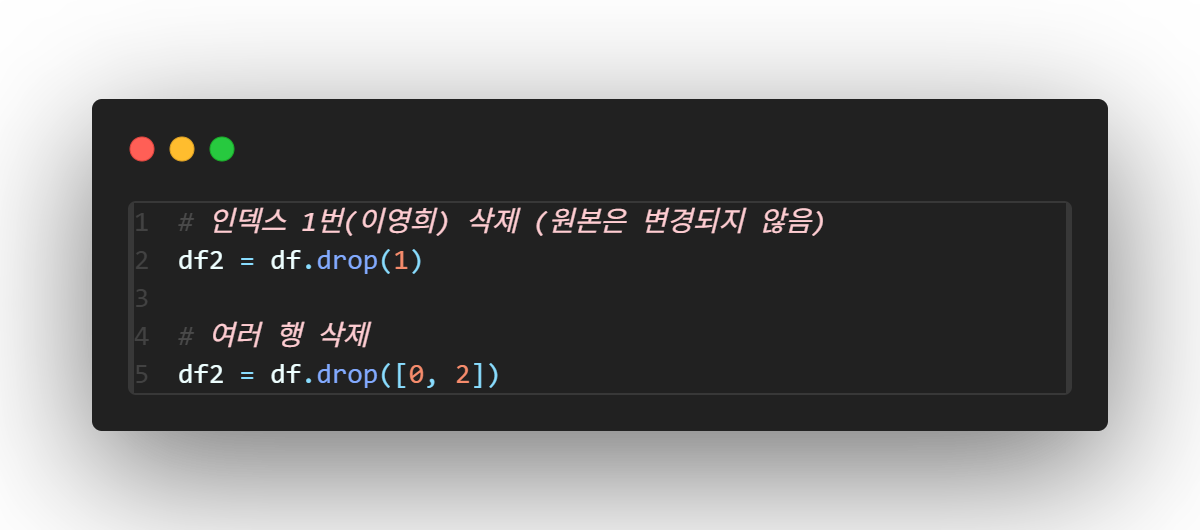 1 # 인덱스 1번(이영희) 삭제 (원본은 변경되지 않음)
2 df2 = df.drop(1)
3
4 # 여러 행 삭제
5 df2 = df.drop([0, 2])